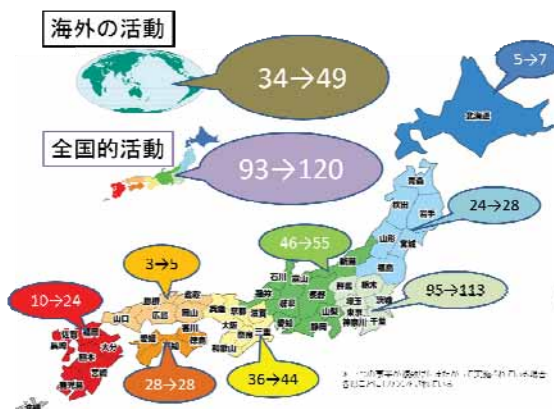 海外の活動
34→49
5→7
北海道
全国的活動
93→120
青森
秋田
岩手
24→28
山形
宮城
46→55
新潟
福島
3→5
石川
富山
群馬
栃木
95→113
10→24
島根
鳥取
福井
岐阜
長野
埼玉
茨城
山口
広島
岡山
兵庫
京都
滋賀
山梨
東京
佐賀
福岡
大阪
愛知
静岡
神奈川
千葉
長崎
大分
愛媛
香川
奈良
三重
熊本
高知
徳島
和歌山
宮崎
鹿児島
28→28
36→44